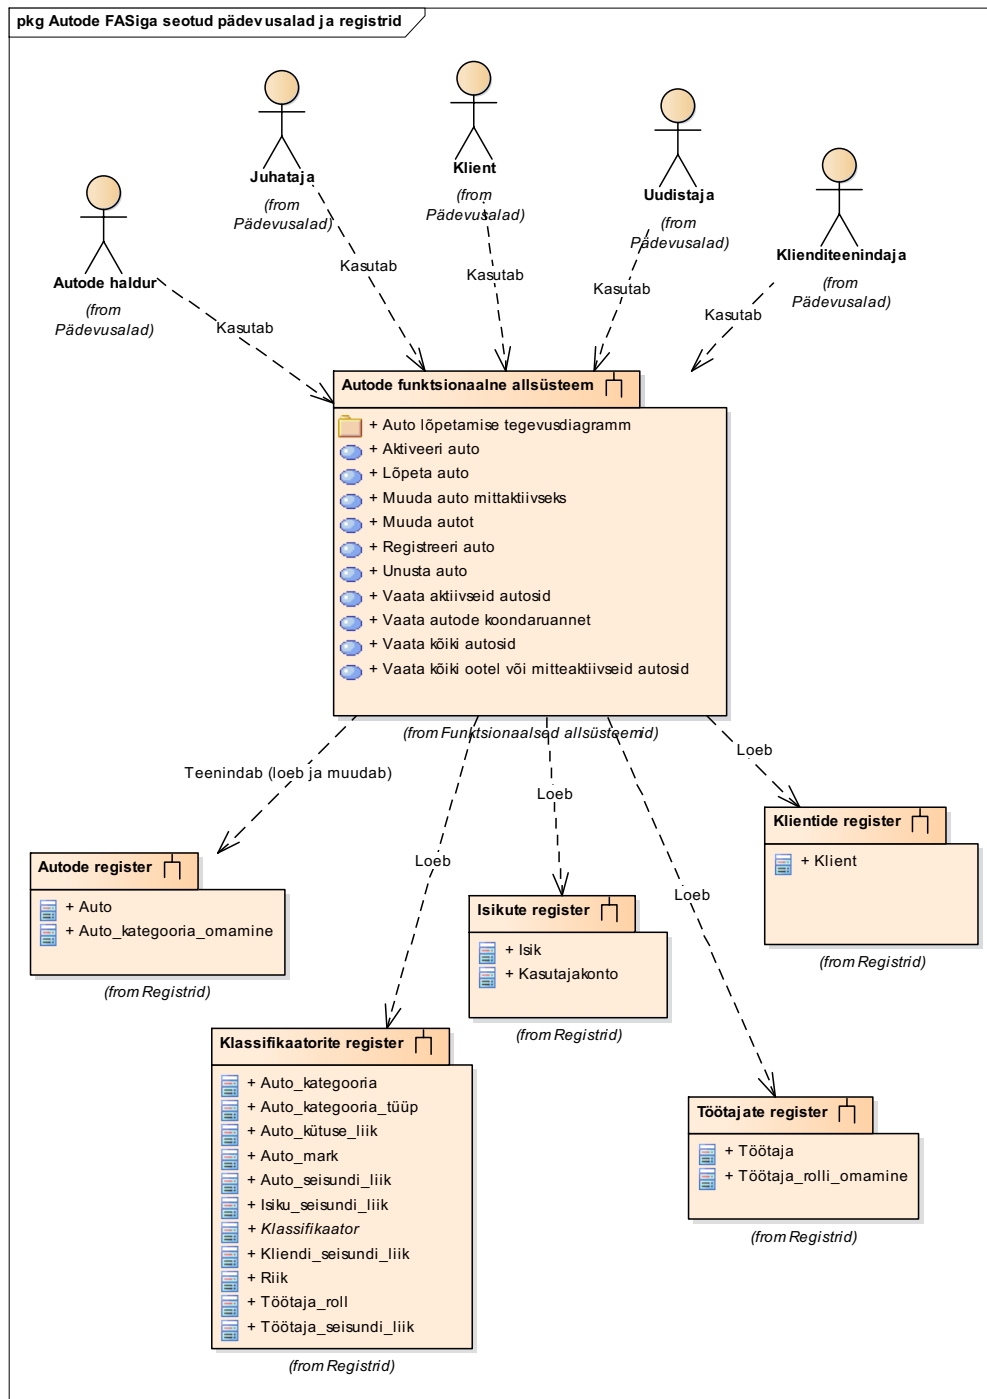 pkg Autode FASiga seotud pädevusalad ja registrid
Autode haldur
(from
Pädevusalad)
Juhataja
(from
Pädevusalad)
Klient
(from
Pädevusalad)
Uudistaja
(from
Pädevusalad)
Klienditeenindaja
(from
Pädevusalad)
Kasutab
Kasutab
Kasutab
Kasutab
Kasutab
Autode funktsionaalne allsüsteem
+ Auto lõpetamise tegevusdiagramm
+ Aktiveeri auto
+ Lõpeta auto
+ Muuda auto mittaktiivseks
+ Muuda autot
+ Registreeri auto
+ Unusta auto
+ Vaata aktiivseid autosid
+ Vaata autode koondaruannet
+ Vaata kõiki autosid
+ Vaata kõiki ootel või mitteaktiivseid autosid
(from Funktsionaalsed allsüsteemid)
Teenindab (loeb ja muudab)
Loeb
Loeb
Loeb
Loeb
Autode register
+ Auto
+ Auto_kategooria_omamine
(from Registrid)
Klassifikaatorite register
+ Auto_kategooria
+ Auto_kategooria_tüüp
+ Auto_kütuse_liik
+ Auto_mark
+ Auto_seisundi_liik
+ Isiku_seisundi_liik
+ Klassifikaator
+ Kliendi_seisundi_liik
+ Riik
+ Töötaja_roll
+ Töötaja_seisundi_liik
(from Registrid)
Isikute register
+ Isik
+ Kasutajakonto
(from Registrid)
Töötajate register
+ Töötaja
+ Töötaja_rolli_omamine
(from Registrid)
Klientide register
+ Klient
(from Registrid)